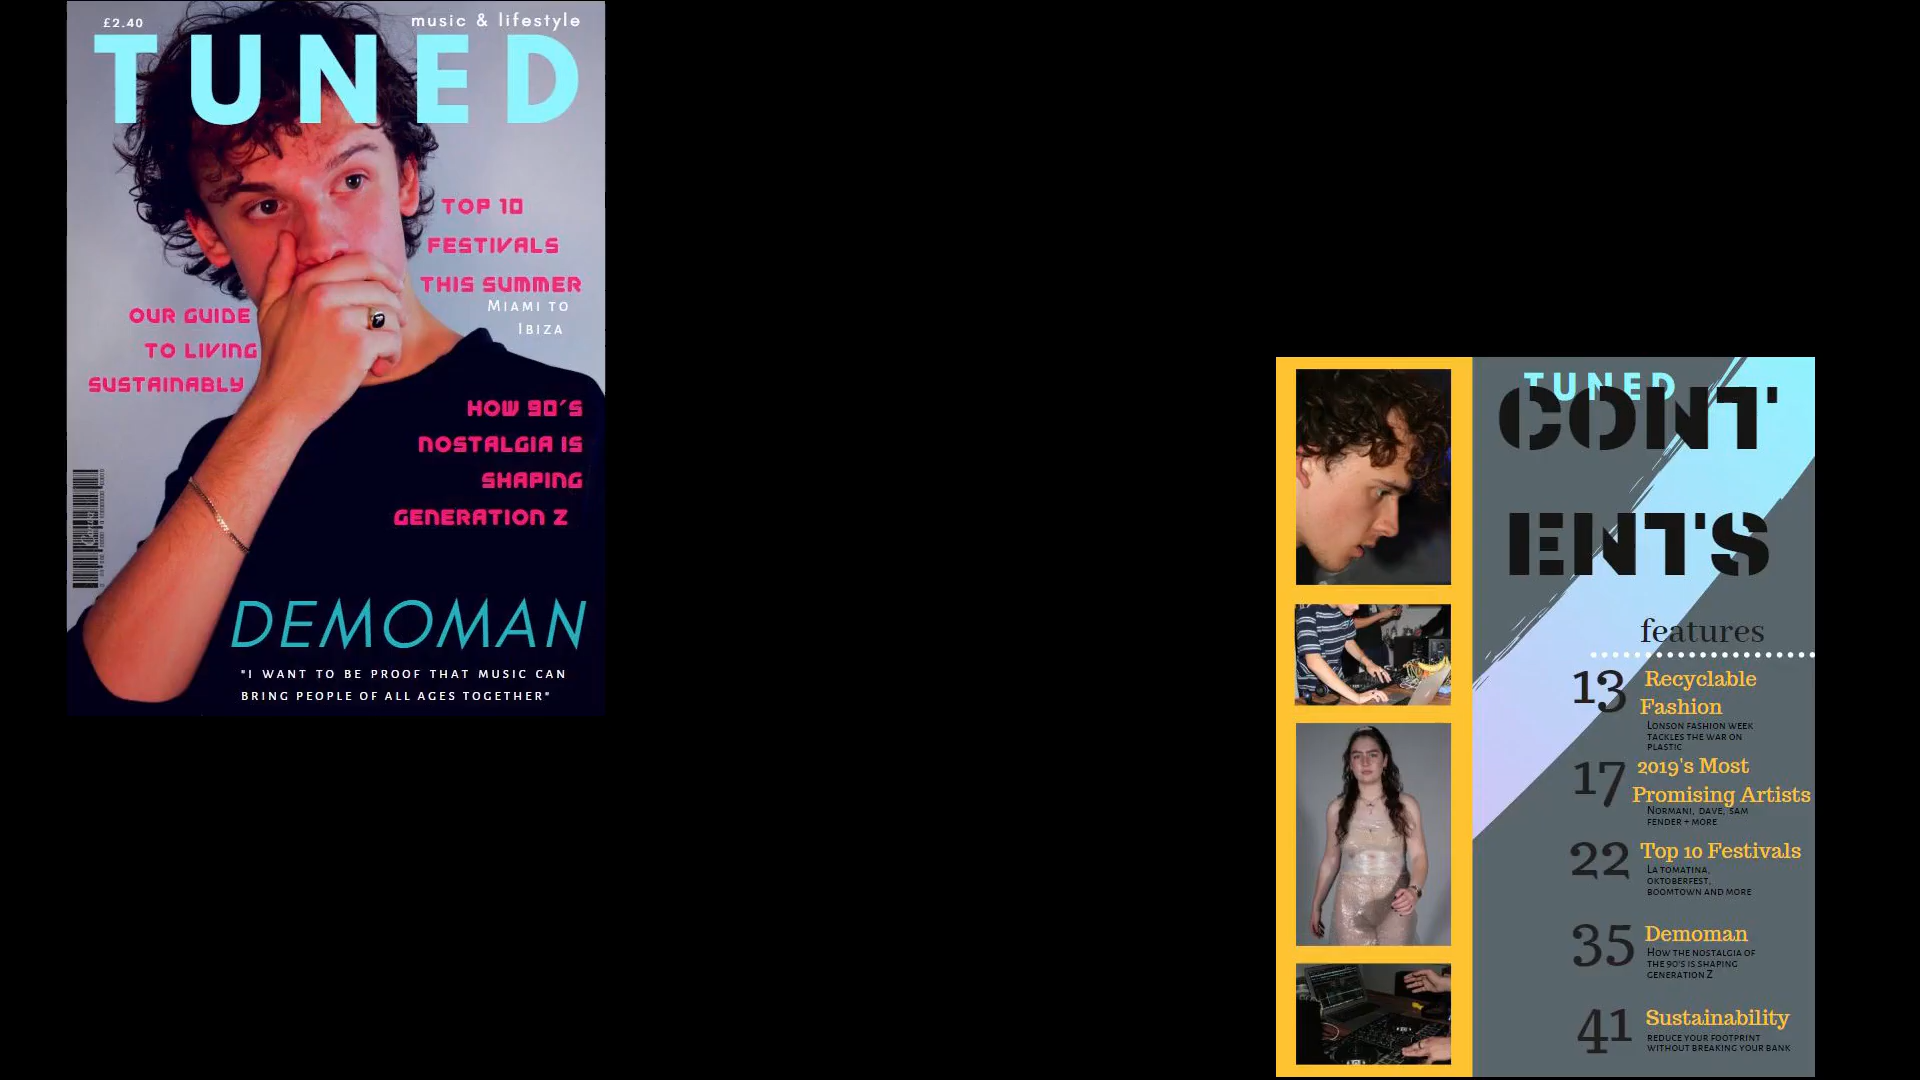 £2.40
music & lifestyle
TUNED
TOP 10
FESTIVALS
THIS SUMMER
MIAMI TO
IBIZA
OUR GUIDE
TO LIVING
SUSTAINABLY
HOW 90'S
NOSTALGIA IS
SHAPING
GENERATION Z
DEMOMAN
"I WANT TO BE PROOF THAT MUSIC CAN
BRING PEOPLE OF ALL AGES TOGETHER"
TUNED
CONT
ENTS
features
13 Recyclable
Fashion
LONSON FASHION WEEK
TACKLES THE WAR ON
PLASTIC
17 2019's Most
Promising Artists
NORMANI, DAVE, SAM
FENDER + MORE
22 Top 10 Festivals
LA TOMATINA,
OKTOBERFEST,
BOOMTOWN AND MORE
35 Demoman
HOW THE NOSTALGIA OF
THE 90'S IS SHAPING
GENERATION Z
41 Sustainability
REDUCE YOUR FOOTPRINT
WITHOUT BREAKING YOUR BANK